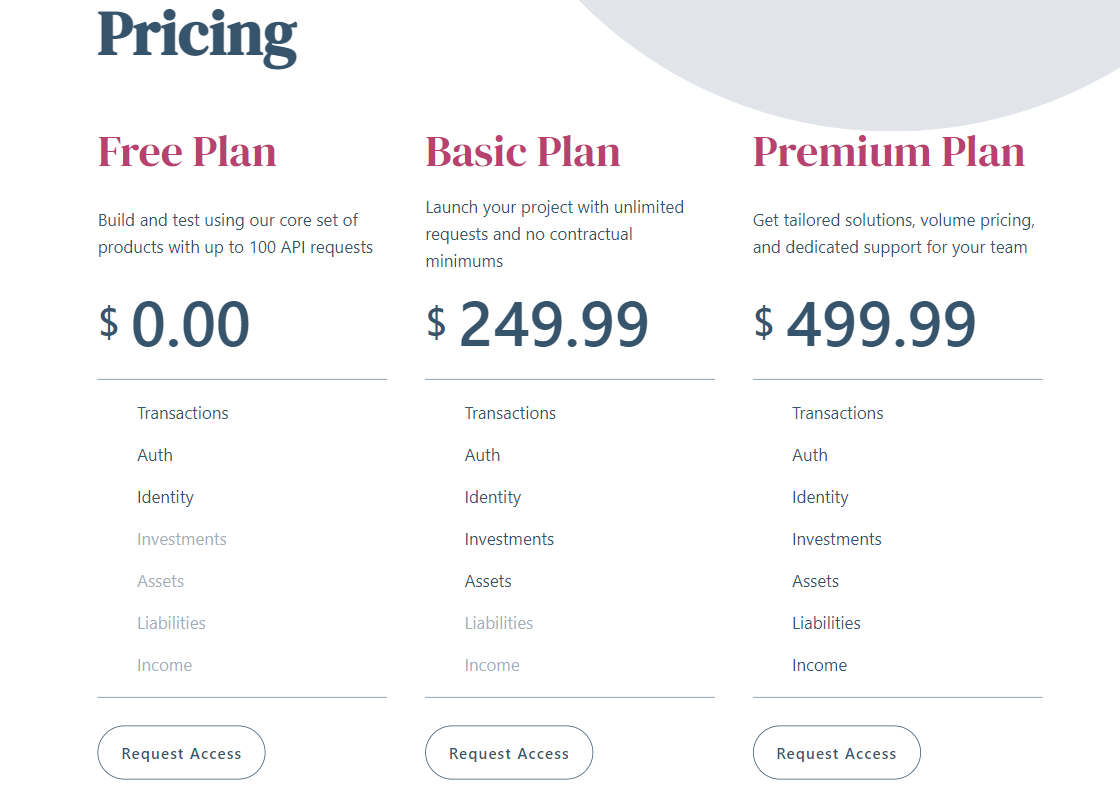 Pricing
Free Plan
Build and test using our core set of
products with up to 100 API requests
$ 0.00
Transactions
Auth
Identity
Investments
Assets
Liabilities
Income
Request Access
Basic Plan
Launch your project with unlimited
requests and no contractual
minimums
$ 249.99
Transactions
Auth
Identity
Investments
Assets
Liabilities
Income
Request Access
Premium Plan
Get tailored solutions, volume pricing,
and dedicated support for your team
$ 499.99
Transactions
Auth
Identity
Investments
Assets
Liabilities
Income
Request Access